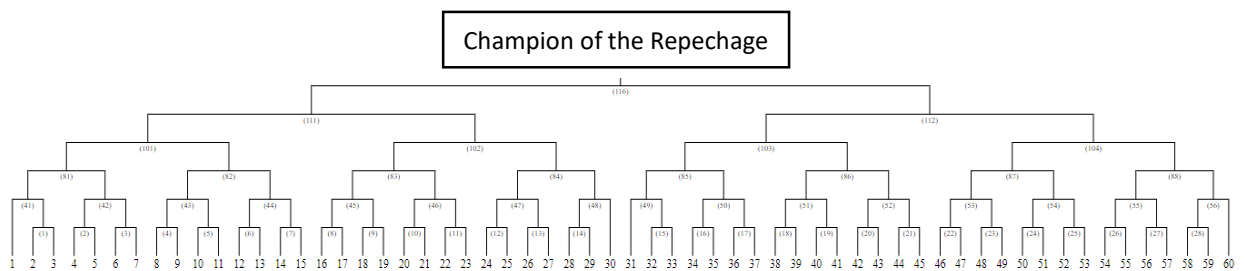 Champion of the Repechage
(116)
(111) (112)
(101) (102) (103) (104)
(81) (82) (83) (84) (85) (86) (87) (88)
(41) (42) (43) (44) (45) (46) (47) (48) (49) (50) (51) (52) (53) (54) (55) (56)
(1) (2) (3) (4) (5) (6) (7) (8) (9) (10) (11) (12) (13) (14) (15) (16) (17) (18) (19) (20) (21) (22) (23) (24) (25) (26) (27) (28)
1 2 3 4 5 6 7 8 9 10 11 12 13 14 15 16 17 18 19 20 21 22 23 24 25 26 27 28 29 30 31 32 33 34 35 36 37 38 39 40 41 42 43 44 45 46 47 48 49 50 51 52 53 54 55 56 57 58 59 60